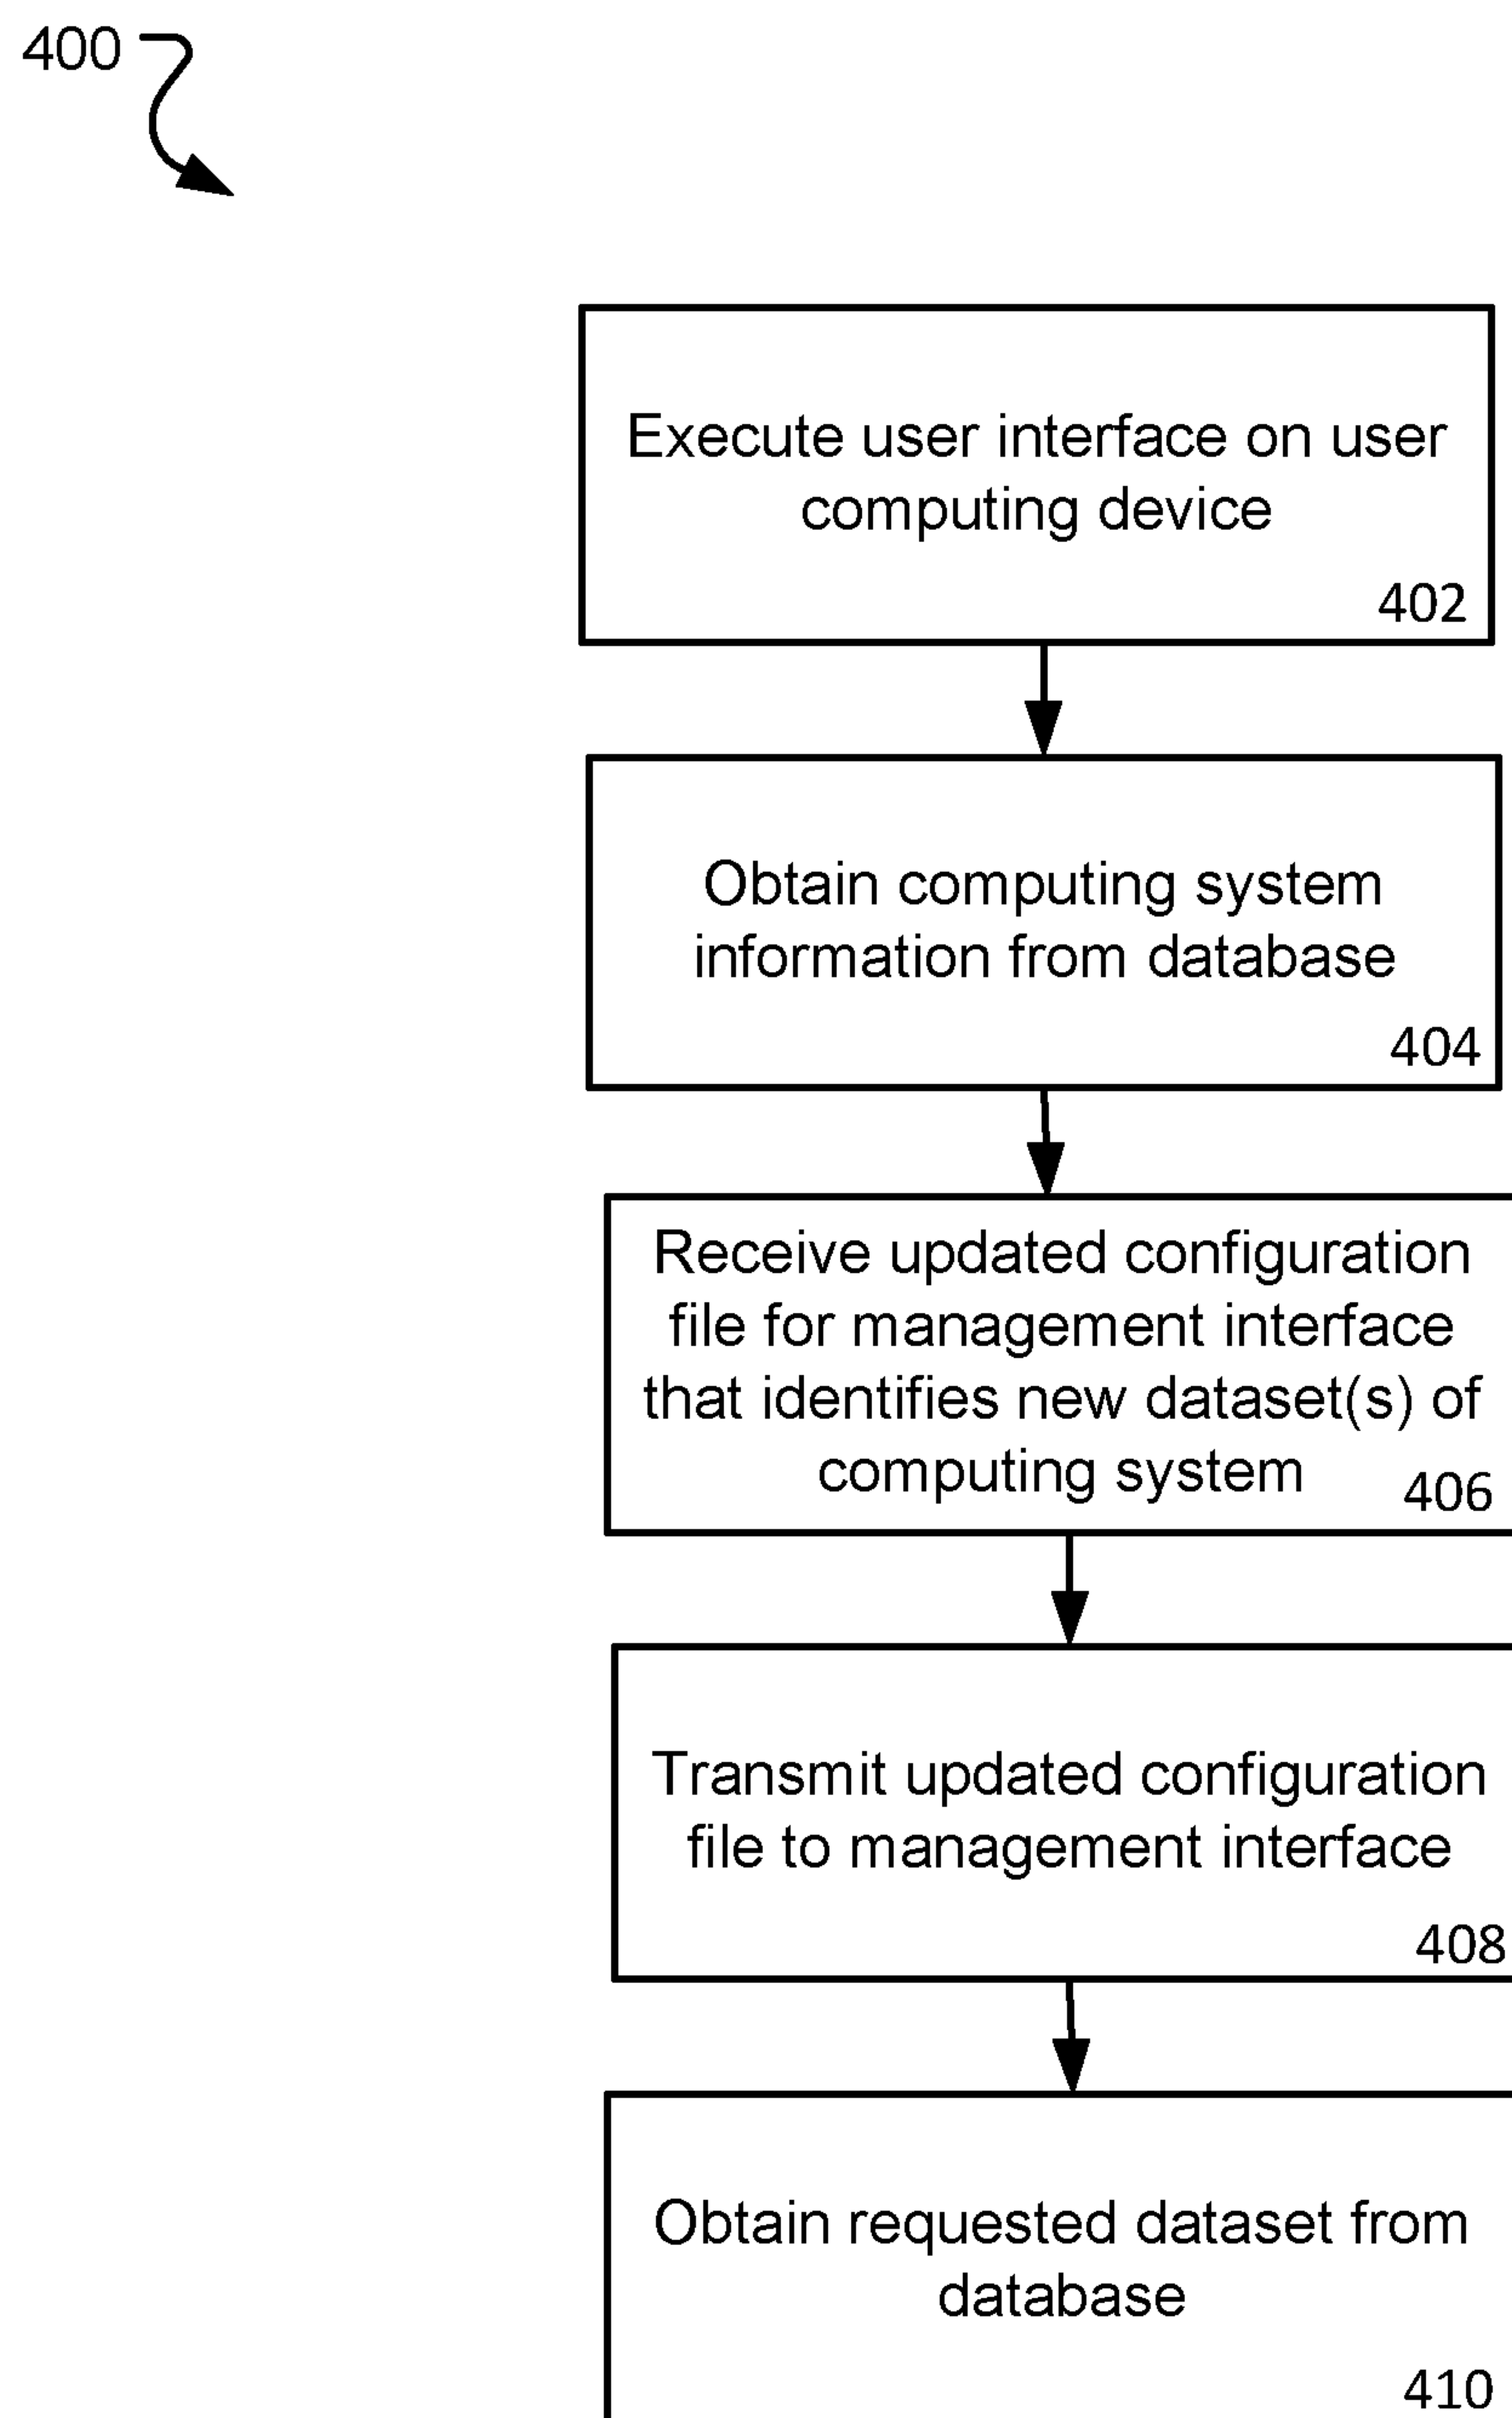 400
Execute user interface on user
computing device
402
Obtain computing system
information from database
404
Receive updated configuration
file for management interface
that identifies new dataset(s) of
computing system
406
Transmit updated configuration
file to management interface
408
Obtain requested dataset from
database
410